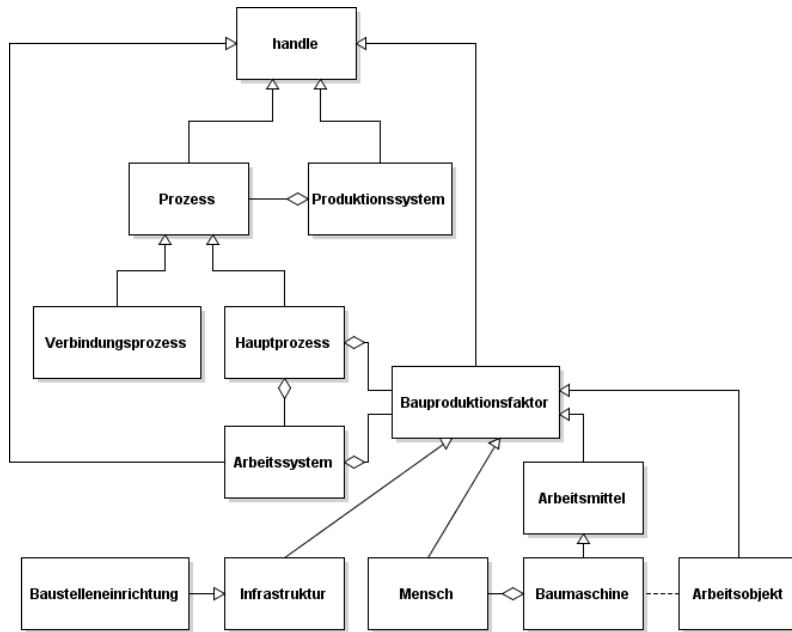 handle
Prozess
Produktionssystem
Verbindungsprozess
Hauptprozess
Bauproduktionsfaktor
Arbeitssystem
Arbeitsmittel
Baustelleneinrichtung
Infrastruktur
Mensch
Baumaschine
Arbeitsobjekt